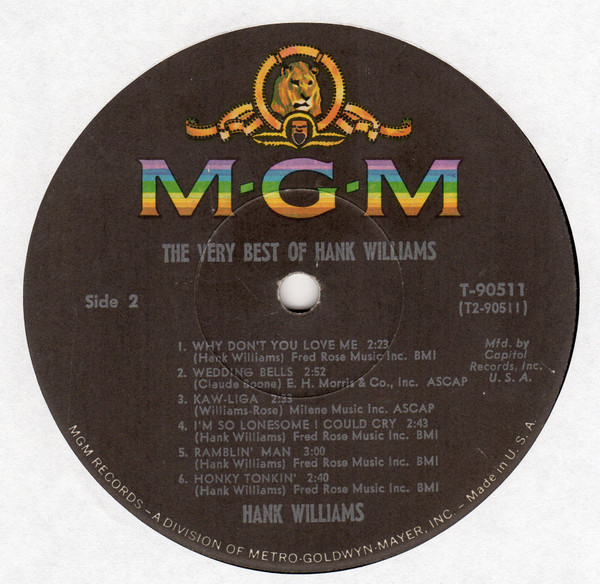 M·G·M
THE VERY BEST OF HANK WILLIAMS
Side 2
T-90511
(T2-90511)
1. WHY DON'T YOU LOVE ME 2:23
(Hank Williams) Fred Rose Music Inc. BMI
2. WEDDING BELLS 2:52
(Claude Boone) E. H. Morris & Co., Inc. ASCAP
3. KAW-LIGA 2:33
(Williams-Rose) Milene Music Inc. ASCAP
4. I'M SO LONESOME I COULD CRY 2:43
(Hank Williams) Fred Rose Music Inc. BMI
5. RAMBLIN' MAN 3:00
(Hank Williams) Fred Rose Music Inc. BMI
6. HONKY TONKIN' 2:40
(Hank Williams) Fred Rose Music Inc. BMI
Mfd. by
Capitol
Records, Inc.
U. S. A.
HANK WILLIAMS
MGM RECORDS – A DIVISION OF METRO-GOLDWYN-MAYER, INC. – Made in U. S. A.